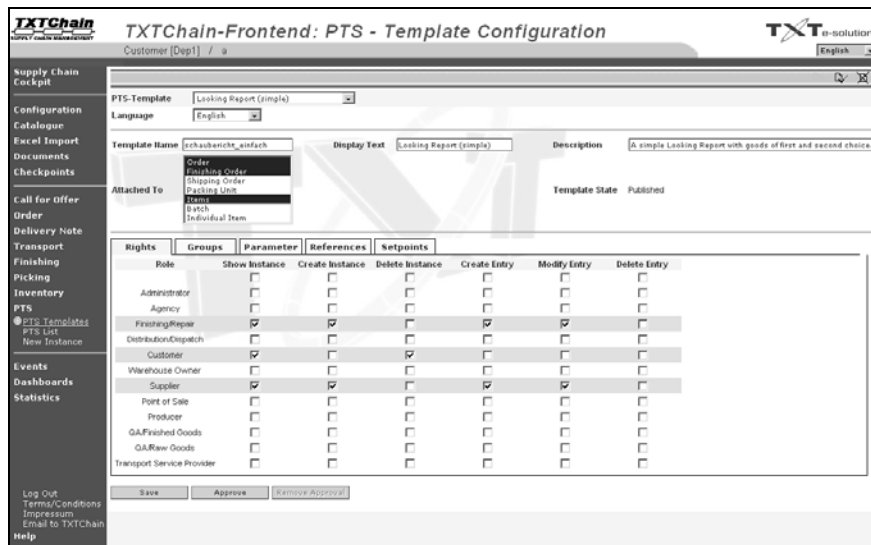 TXTChain
SUPPLY CHAIN MANAGEMENT
TXTChain-Frontend: PTS - Template Configuration
TXTe-solution
Customer [Dep1] / a
English
Supply Chain
Cockpit
Configuration
Catalogue
Excel Import
Documents
Checkpoints
Call for Offer
Order
Delivery Note
Transport
Finishing
Picking
Inventory
PTS
PTS Templates
PTS List
New Instance
Events
Dashboards
Statistics
Log Out
Terms/Conditions
Impressum
Email to TXTChain
Help
PTS-Template Looking Report (simple)
Language English
Template Name schaubericht_einfach Display Text Looking Report (simple) Description A simple Looking Report with goods of first and second choice
Attached To Template State Published
Order
Finishing Order
Shipping Order
Packing Unit
Items
Batch
Individual Item
Rights Groups Parameter References Setpoints
Role Show Instance Create Instance Delete Instance Create Entry Modify Entry Delete Entry
Administrator
Agency
Finishing/Repair
Distribution/Dispatch
Customer
Warehouse Owner
Supplier
Point of Sale
Producer
QA/Finished Goods
QA/Raw Goods
Transport Service Provider
Save Approve Remove Approval